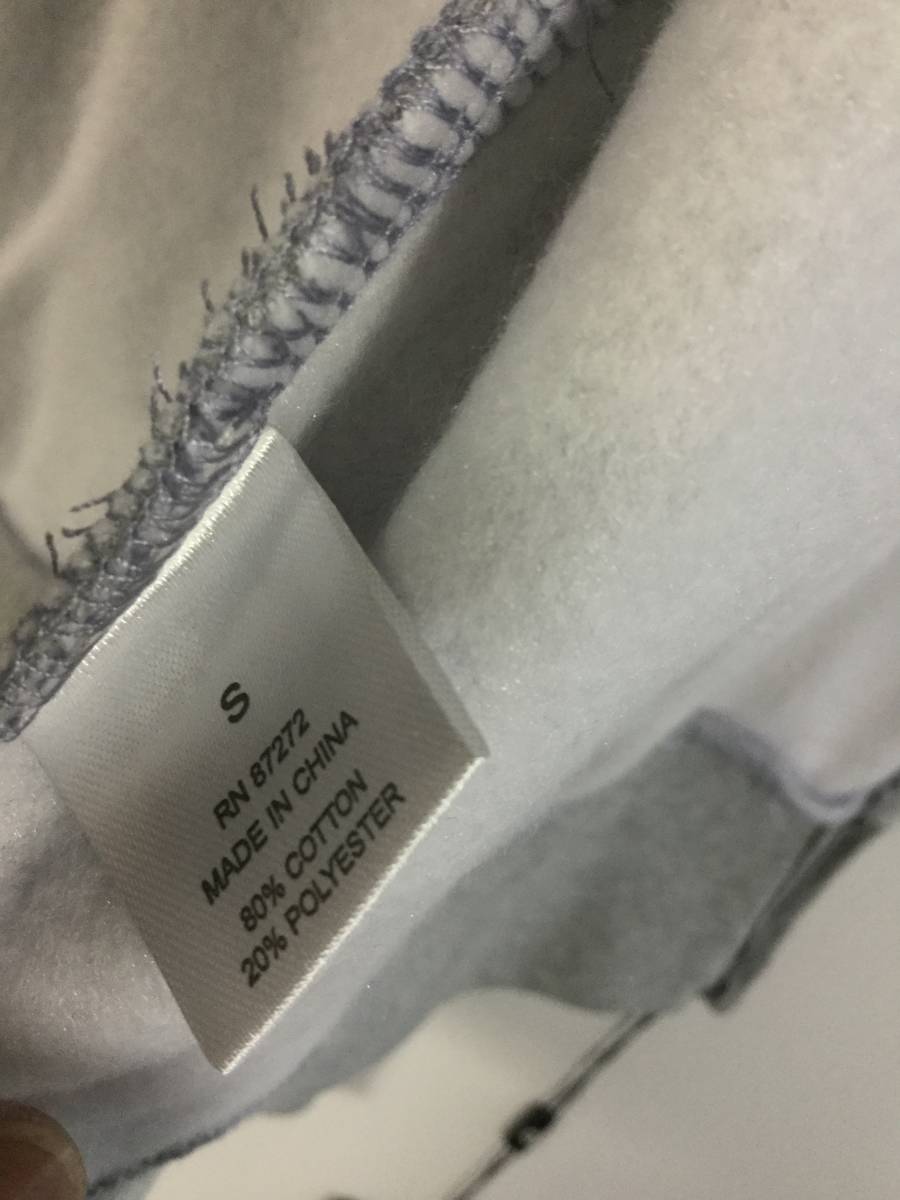 S
RN 87272
MADE IN CHINA
80% COTTON
20% POLYESTER